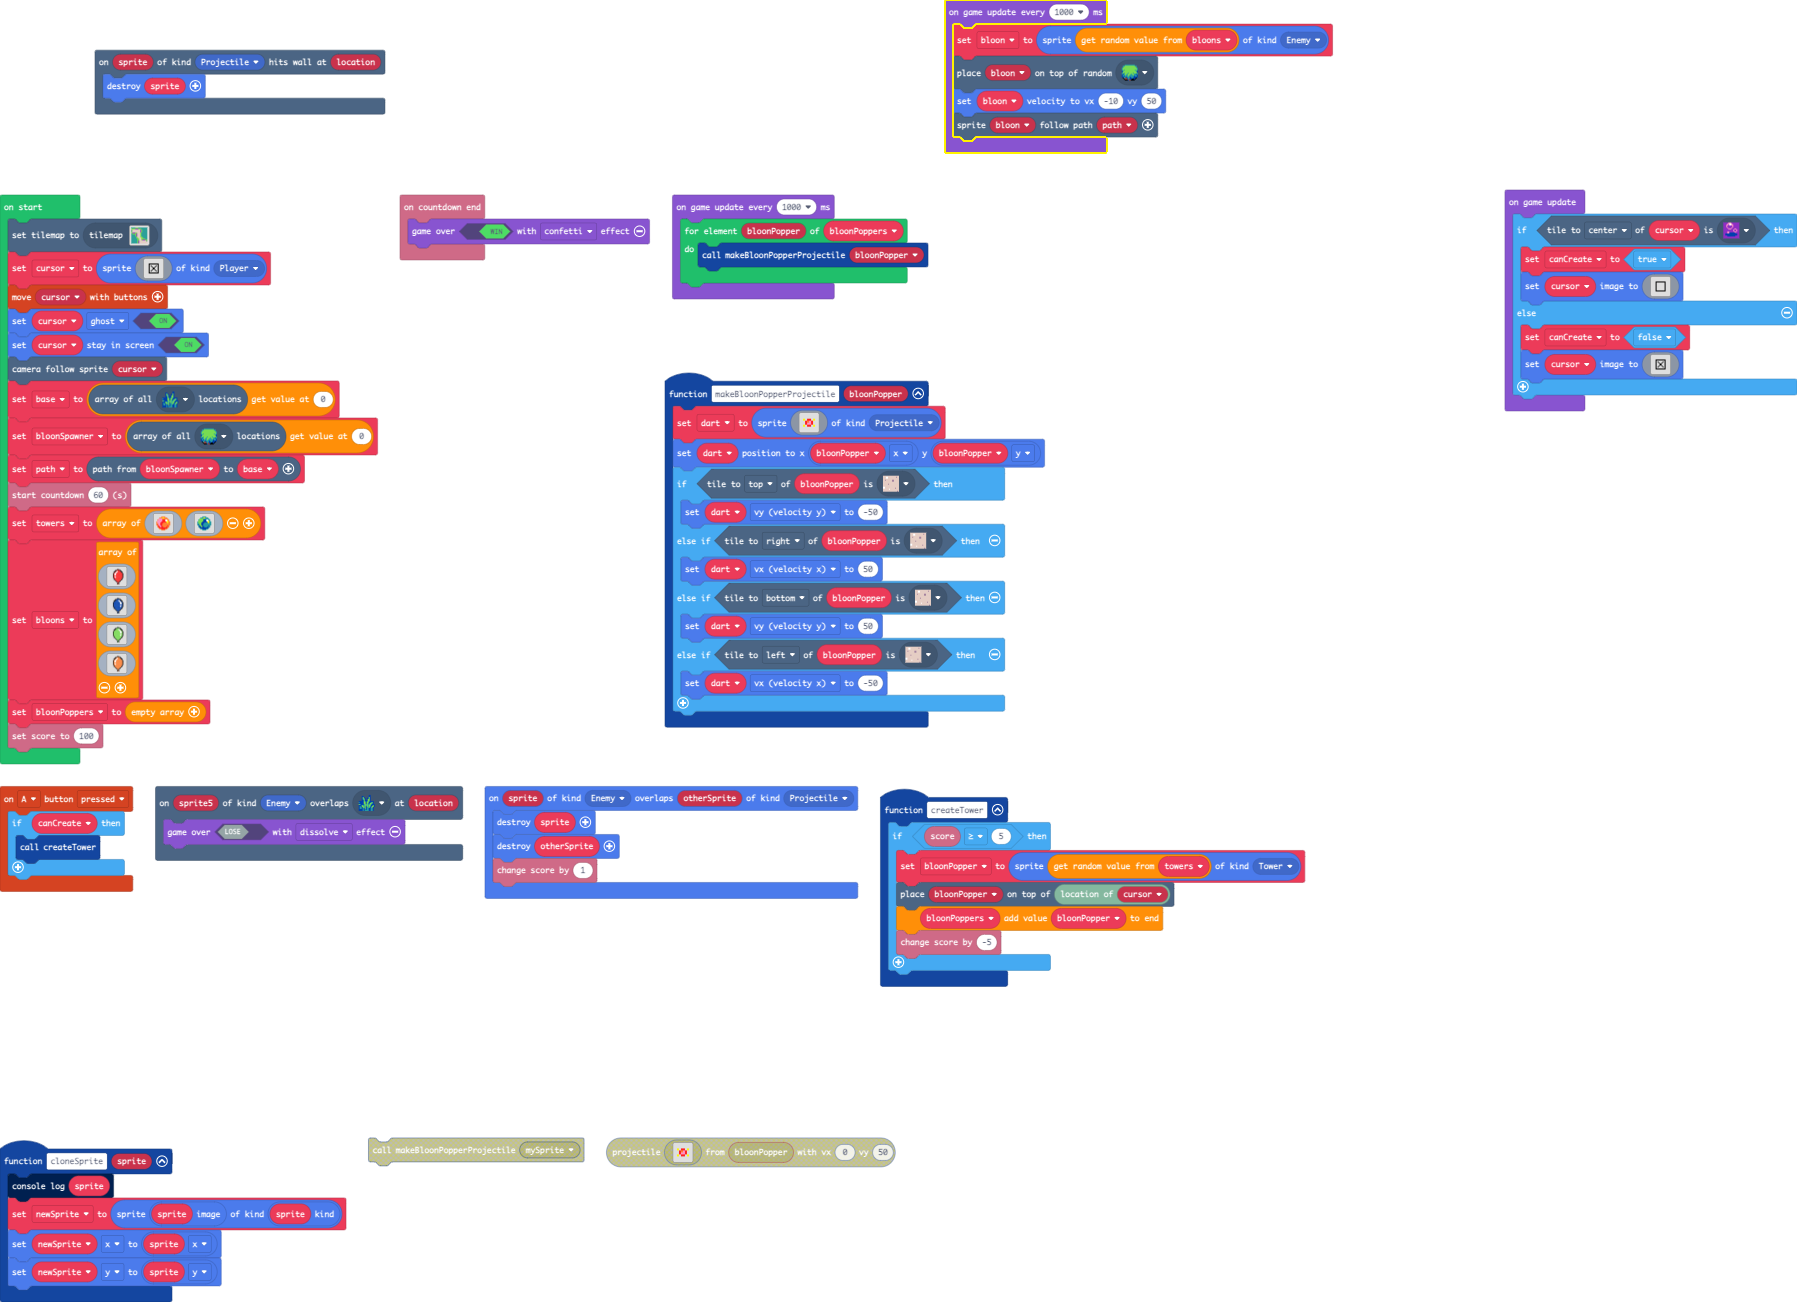 on game update every 1000 ms
set bloon to sprite get random value from bloons of kind Enemy
place bloon on top of random
set bloon velocity to vx -10 vy 50
sprite bloon follow path path
on sprite of kind Projectile hits wall at location
destroy sprite
on start
set tilemap to tilemap
set cursor to sprite of kind Player
move cursor with buttons
set cursor ghost ON
set cursor stay in screen ON
camera follow sprite cursor
set base to array of all locations get value at 0
set bloonSpawner to array of all locations get value at 0
set path to path from bloonSpawner to base
start countdown 60 (s)
set towers to array of
array of
set bloons to
set bloonPoppers to empty array
set score to 100
on countdown end
game over WIN with confetti effect
on game update every 1000 ms
for element bloonPopper of bloonPoppers
do call makeBloonPopperProjectile bloonPopper
on game update
if tile to center of cursor is then
set canCreate to true
set cursor image to
else
set canCreate to false
set cursor image to
function makeBloonPopperProjectile bloonPopper
set dart to sprite of kind Projectile
set dart position to x bloonPopper x y bloonPopper y
if tile to top of bloonPopper is then
set dart vy (velocity y) to -50
else if tile to right of bloonPopper is then
set dart vx (velocity x) to 50
else if tile to bottom of bloonPopper is then
set dart vy (velocity y) to 50
else if tile to left of bloonPopper is then
set dart vx (velocity x) to -50
on A button pressed
if canCreate then
call createTower
on sprite5 of kind Enemy overlaps at location
game over LOSE with dissolve effect
on sprite of kind Enemy overlaps otherSprite of kind Projectile
destroy sprite
destroy otherSprite
change score by 1
function createTower
if score ≥ 5 then
set bloonPopper to sprite get random value from towers of kind Tower
place bloonPopper on top of location of cursor
bloonPoppers add value bloonPopper to end
change score by -5
function cloneSprite sprite
console log sprite
set newSprite to sprite sprite image of kind sprite kind
set newSprite x to sprite x
set newSprite y to sprite y
call makeBloonPopperProjectile mySprite
projectile from bloonPopper with vx 0 vy 50